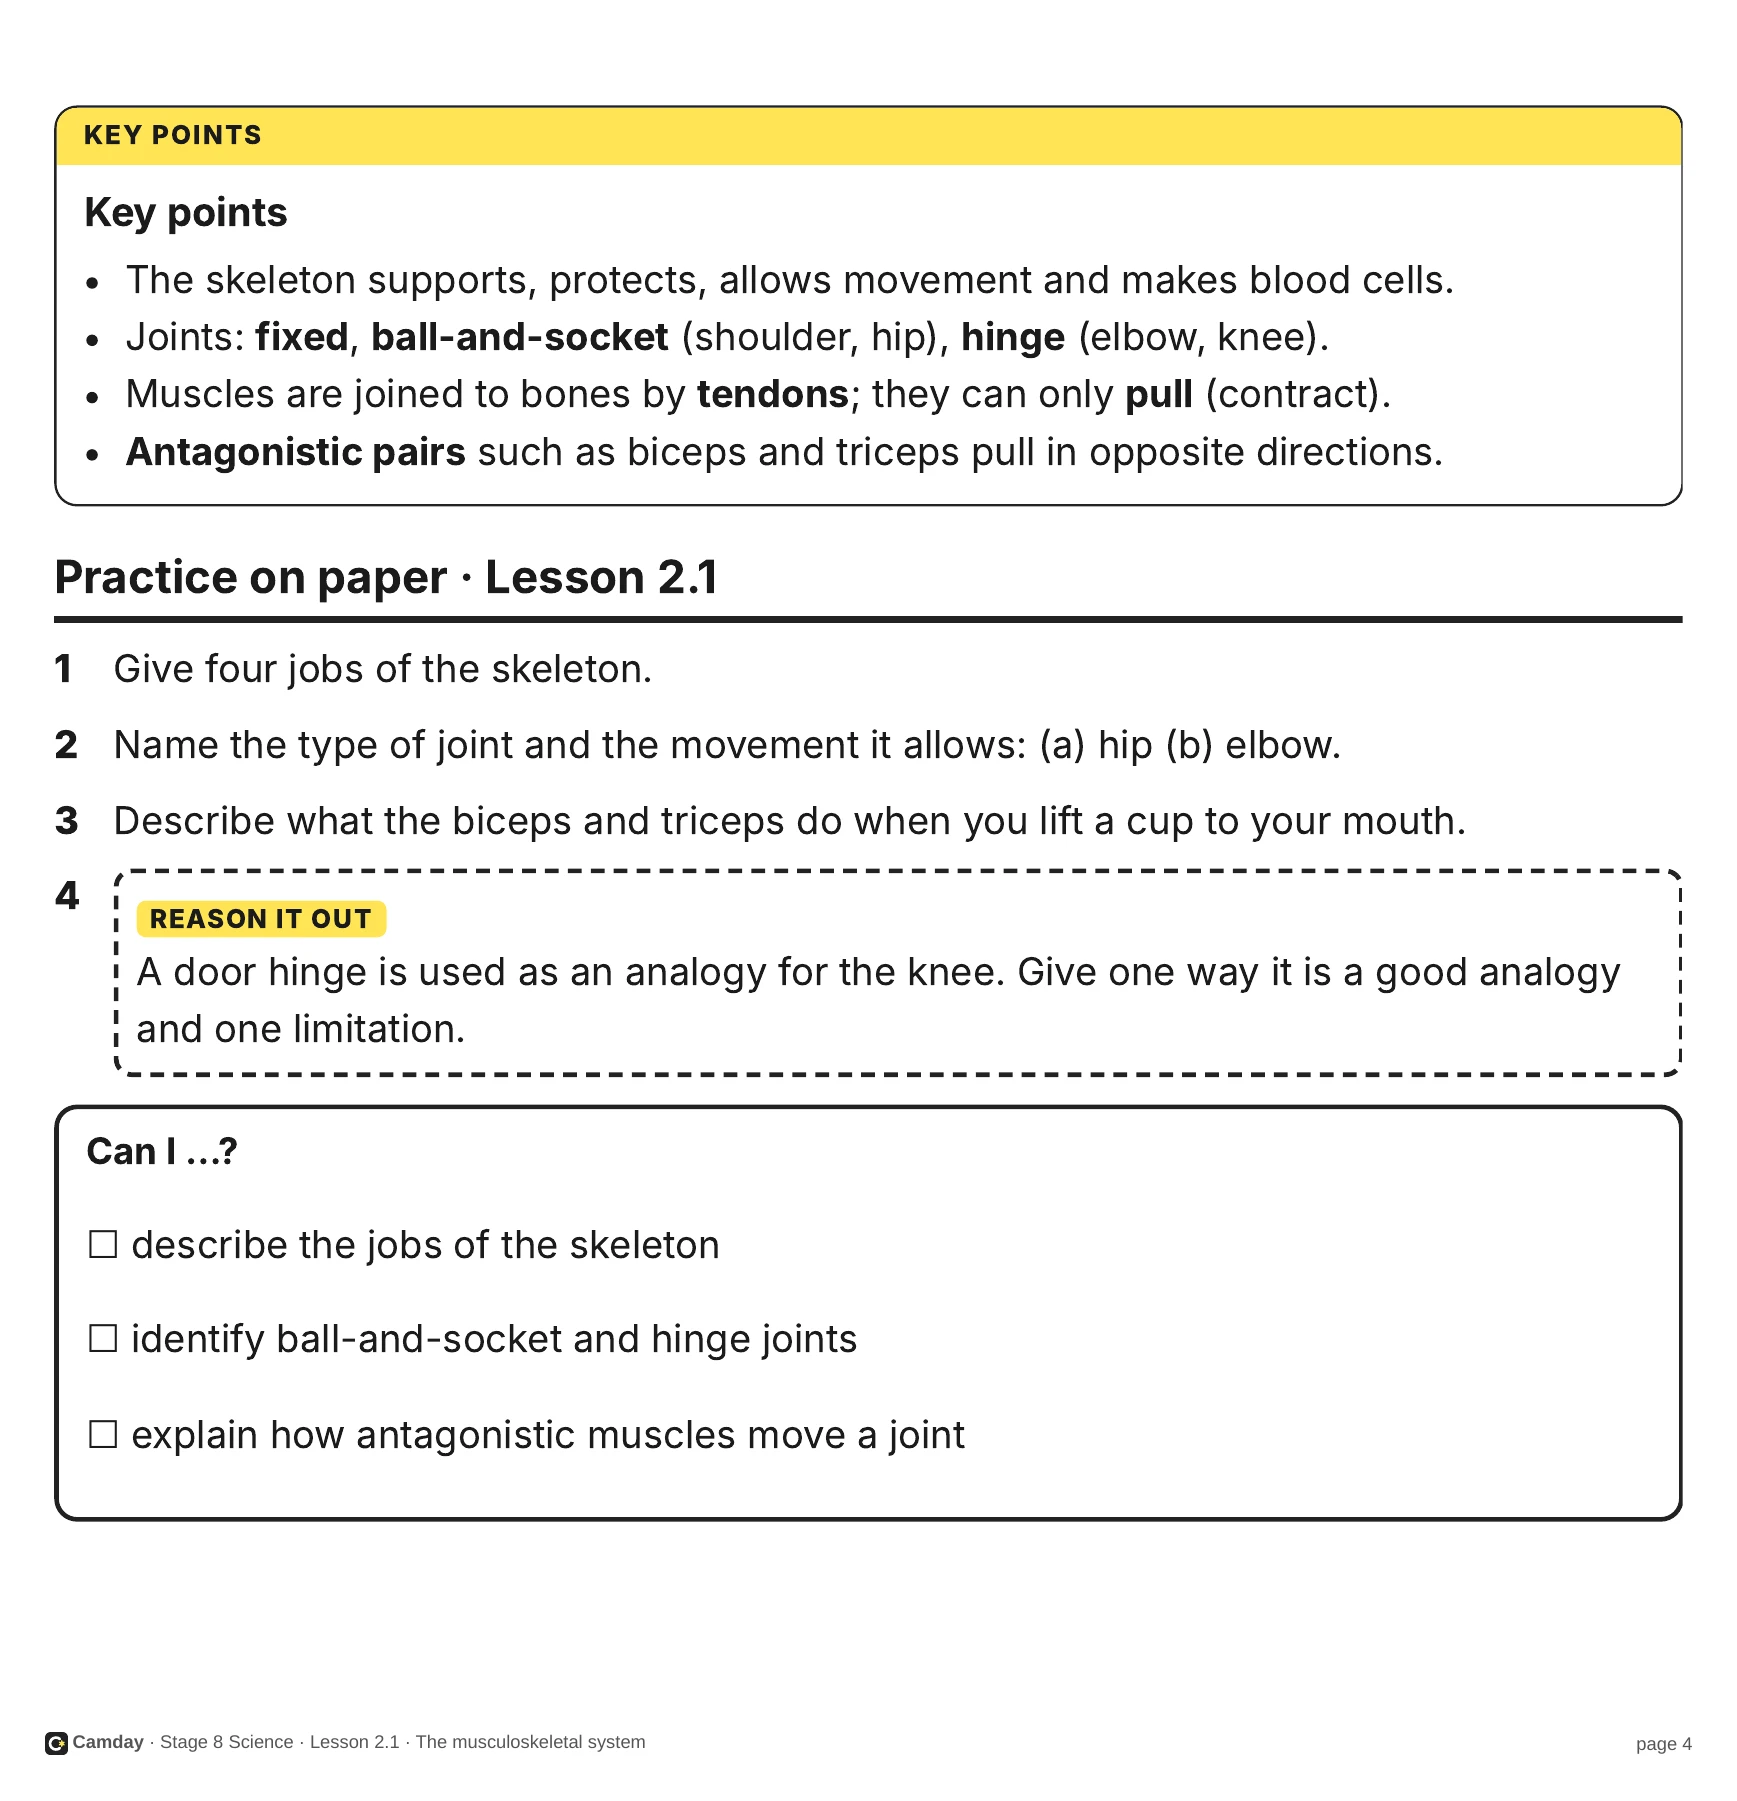 KEY POINTS
Key points
• The skeleton supports, protects, allows movement and makes blood cells.
• Joints: fixed, ball-and-socket (shoulder, hip), hinge (elbow, knee).
• Muscles are joined to bones by tendons; they can only pull (contract).
• Antagonistic pairs such as biceps and triceps pull in opposite directions.
Practice on paper · Lesson 2.1
1 Give four jobs of the skeleton.
2 Name the type of joint and the movement it allows: (a) hip (b) elbow.
3 Describe what the biceps and triceps do when you lift a cup to your mouth.
4
REASON IT OUT
A door hinge is used as an analogy for the knee. Give one way it is a good analogy
and one limitation.
Can I ...?
☐ describe the jobs of the skeleton
☐ identify ball-and-socket and hinge joints
☐ explain how antagonistic muscles move a joint
Camday · Stage 8 Science · Lesson 2.1 · The musculoskeletal system
page 4